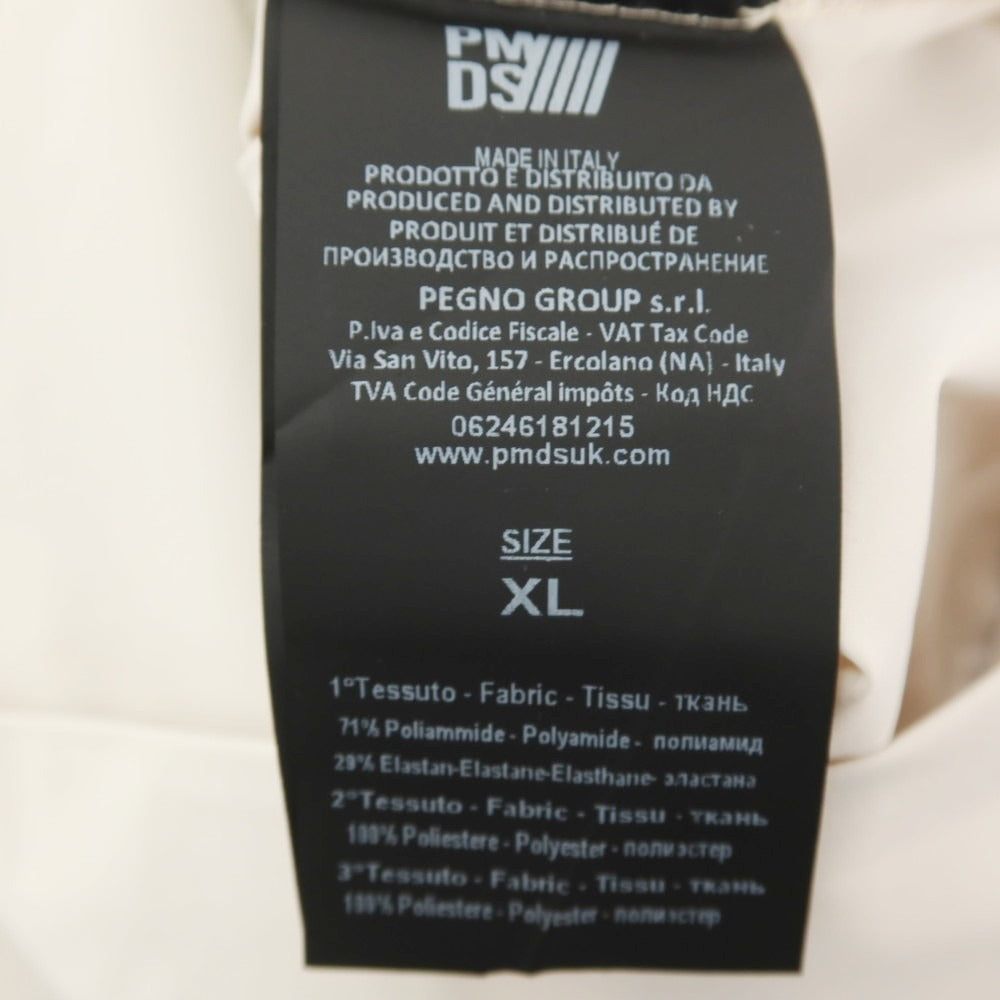 PM
DS
MADE IN ITALY
PRODOTTO E DISTRIBUITO DA
PRODUCED AND DISTRIBUTED BY
PRODUIT ET DISTRIBUÉ DE
ПРОИЗВОДСТВО И РАСПРОСТРАНЕНИЕ
PEGNO GROUP s.r.l.
P.Iva e Codice Fiscale - VAT Tax Code
Via San Vito, 157 - Ercolano (NA) - Italy
TVA Code Général impôts - Код НДС
06246181215
www.pmdsuk.com
SIZE
XL
1°Tessuto - Fabric - Tissu - ткань
71% Poliammide - Polyamide - полиамид
29% Elastan-Elastane-Elasthane- эластана
2°Tessuto - Fabric - Tissu - ткань
100% Poliestere - Polyester - полиэстер
3°Tessuto - Fabric - Tissu - ткань
100% Poliestere - Polyester - полиэстер